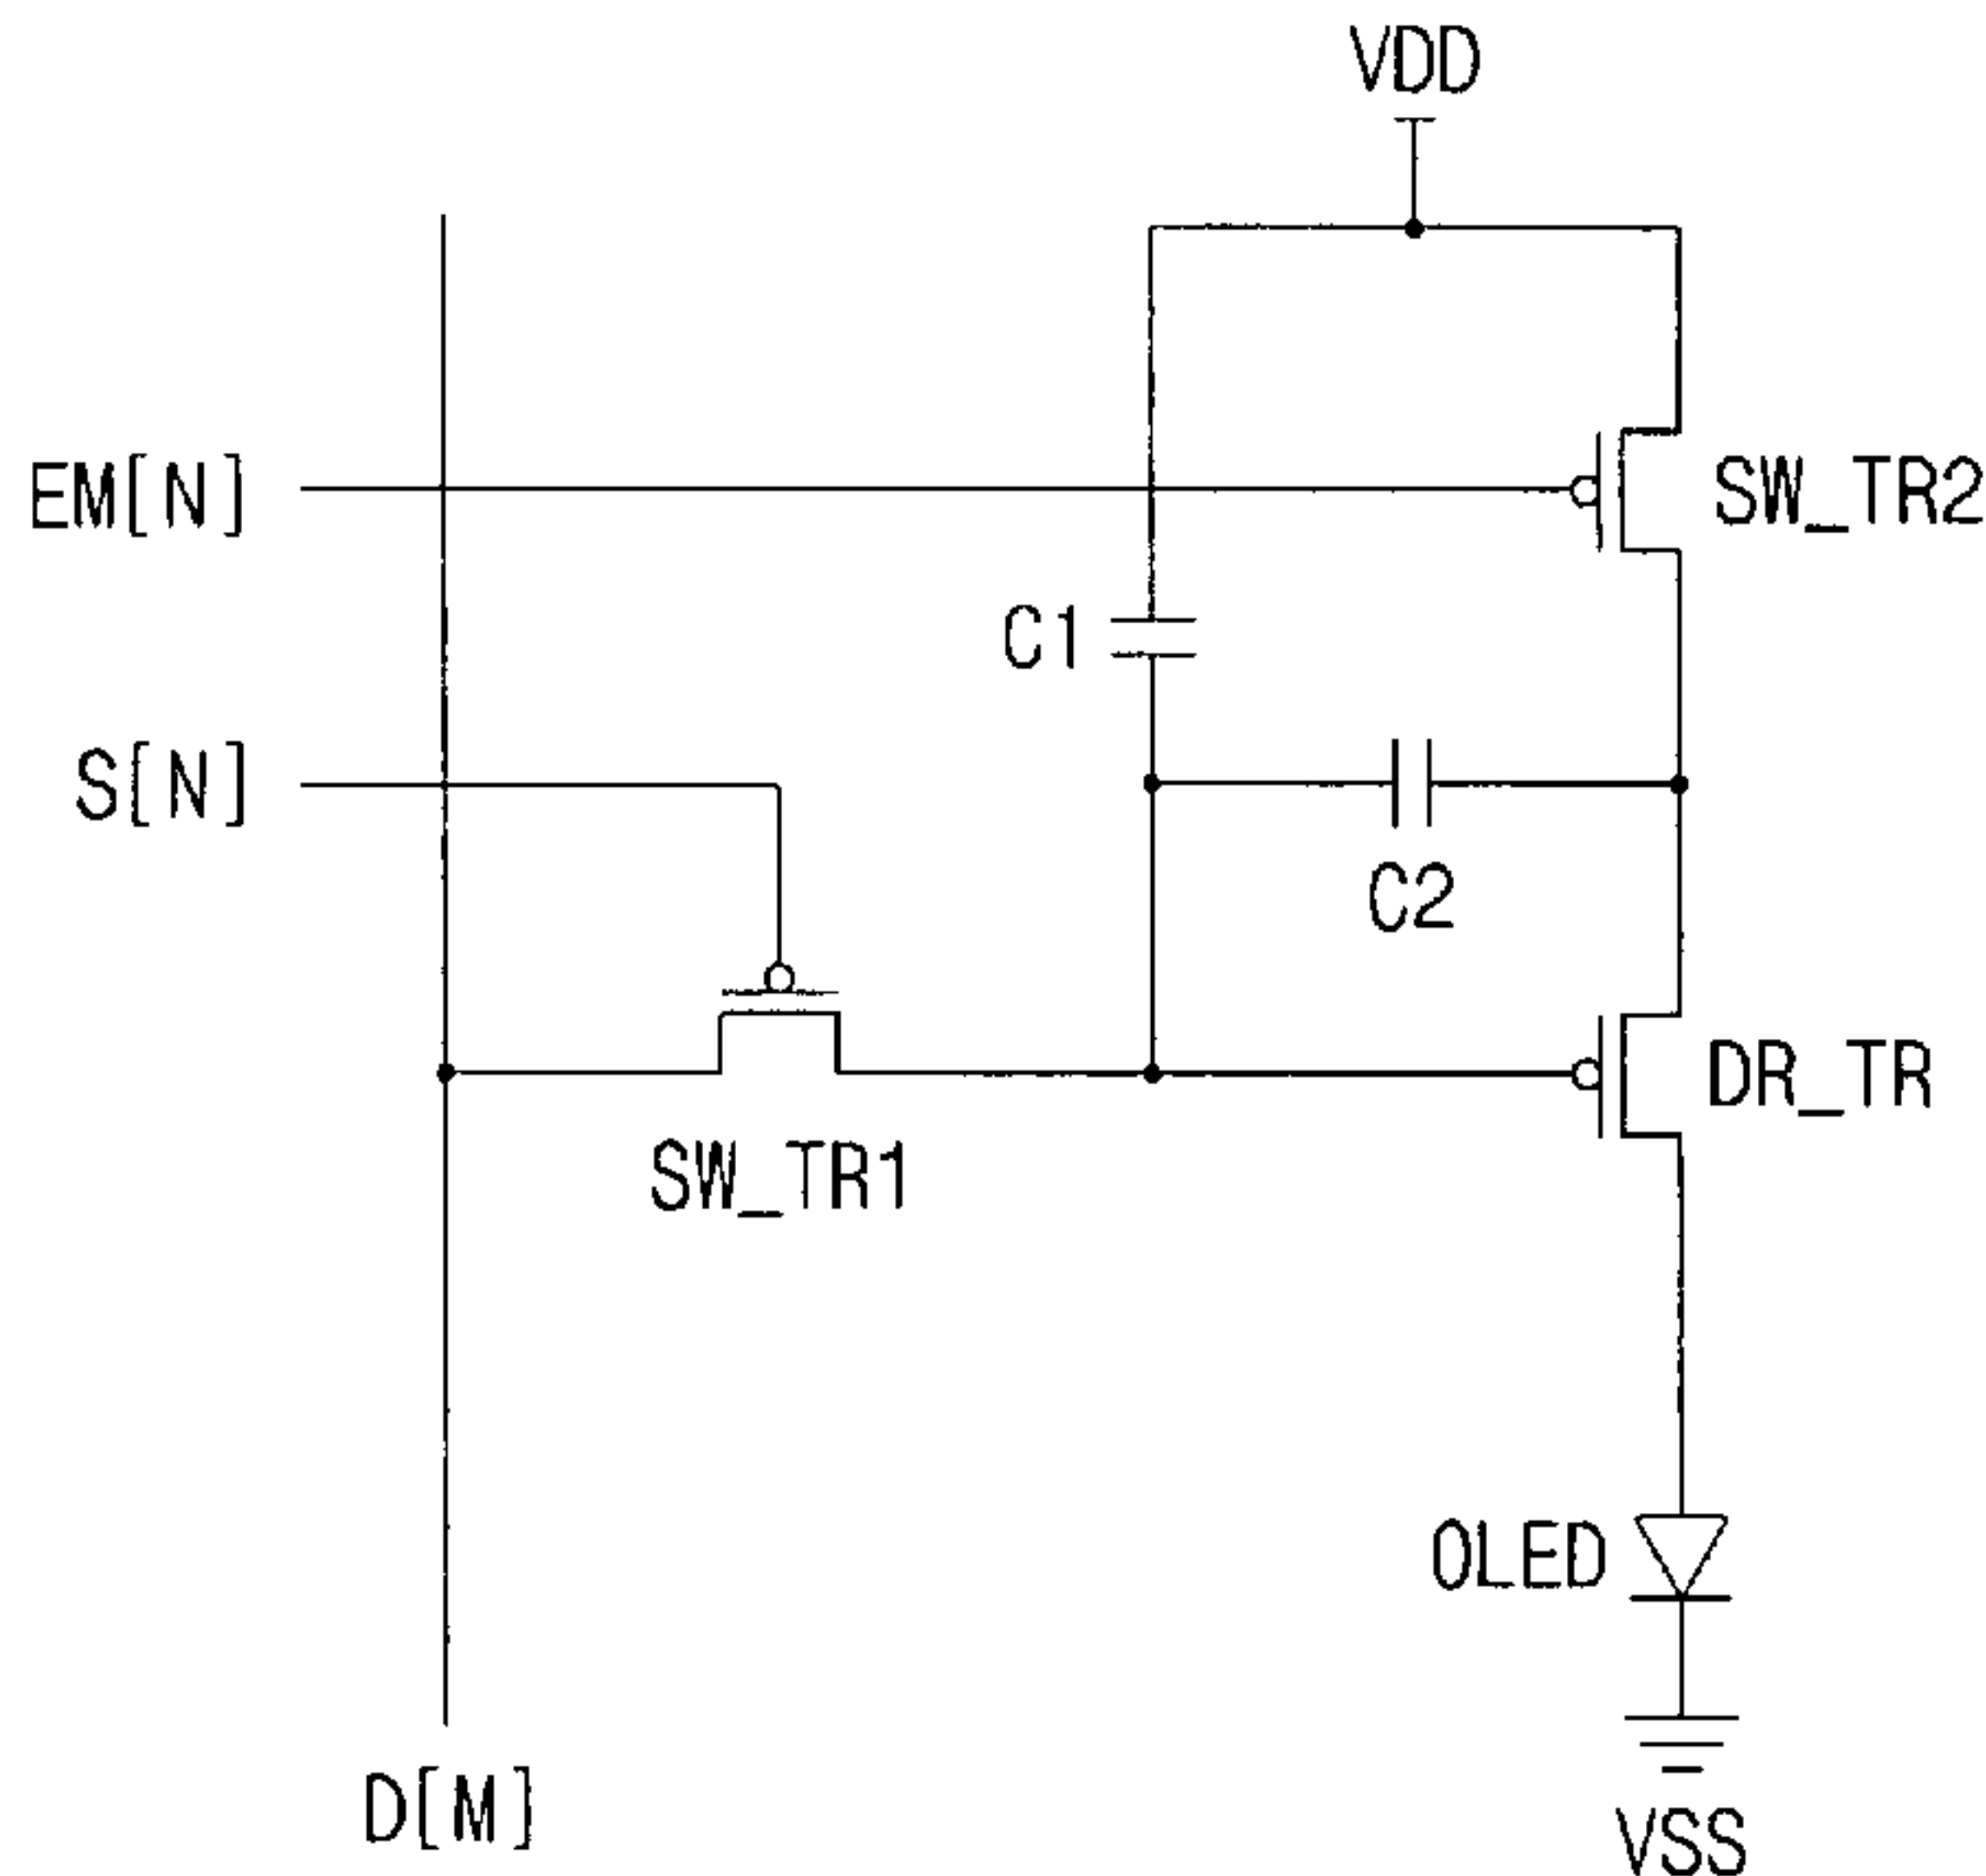 VDD
EM[N]
SW_TR2
C1
S[N]
C2
DR_TR
SW_TR1
OLED
D[M]
VSS